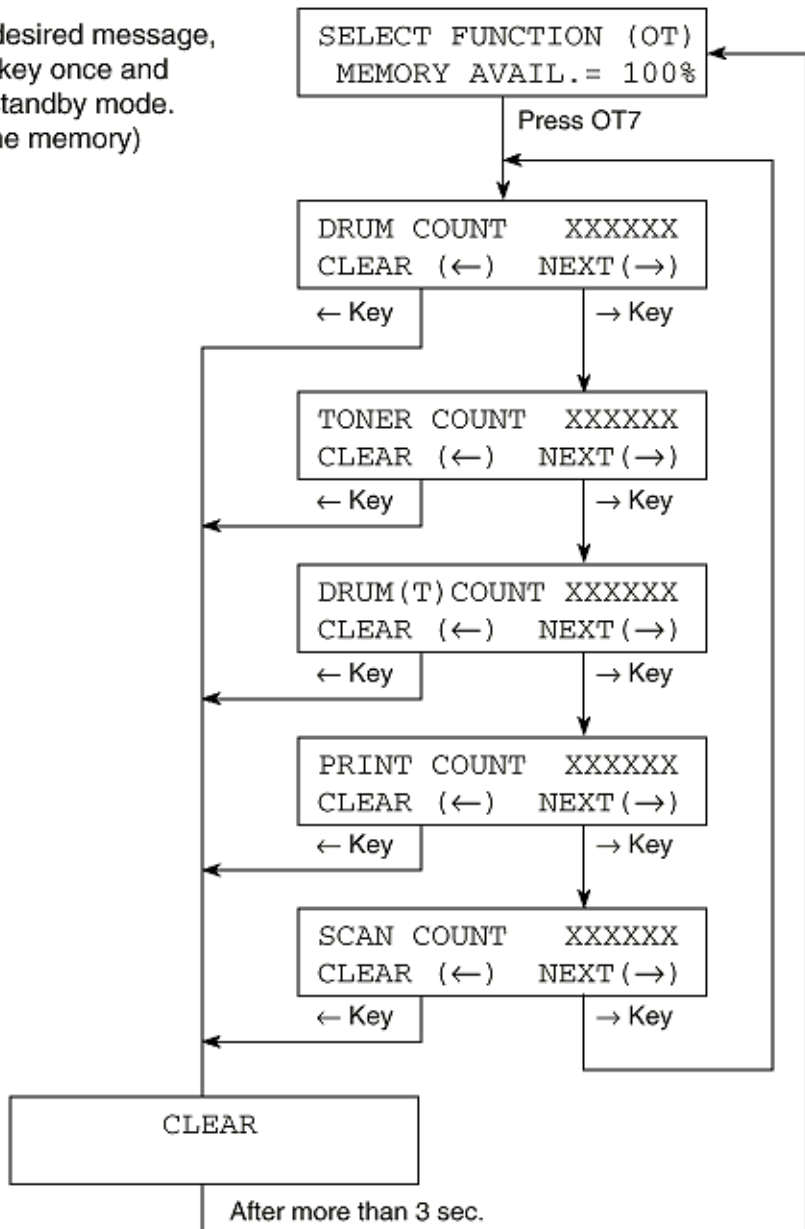 desired message,
key once and
standby mode.
he memory)
SELECT FUNCTION (OT)
MEMORY AVAIL.= 100%
Press OT7
DRUM COUNT XXXXXX
CLEAR (←) NEXT(→)
← Key → Key
TONER COUNT XXXXXX
CLEAR (←) NEXT(→)
← Key → Key
DRUM(T)COUNT XXXXXX
CLEAR (←) NEXT(→)
← Key → Key
PRINT COUNT XXXXXX
CLEAR (←) NEXT(→)
← Key → Key
SCAN COUNT XXXXXX
CLEAR (←) NEXT(→)
← Key → Key
CLEAR
After more than 3 sec.